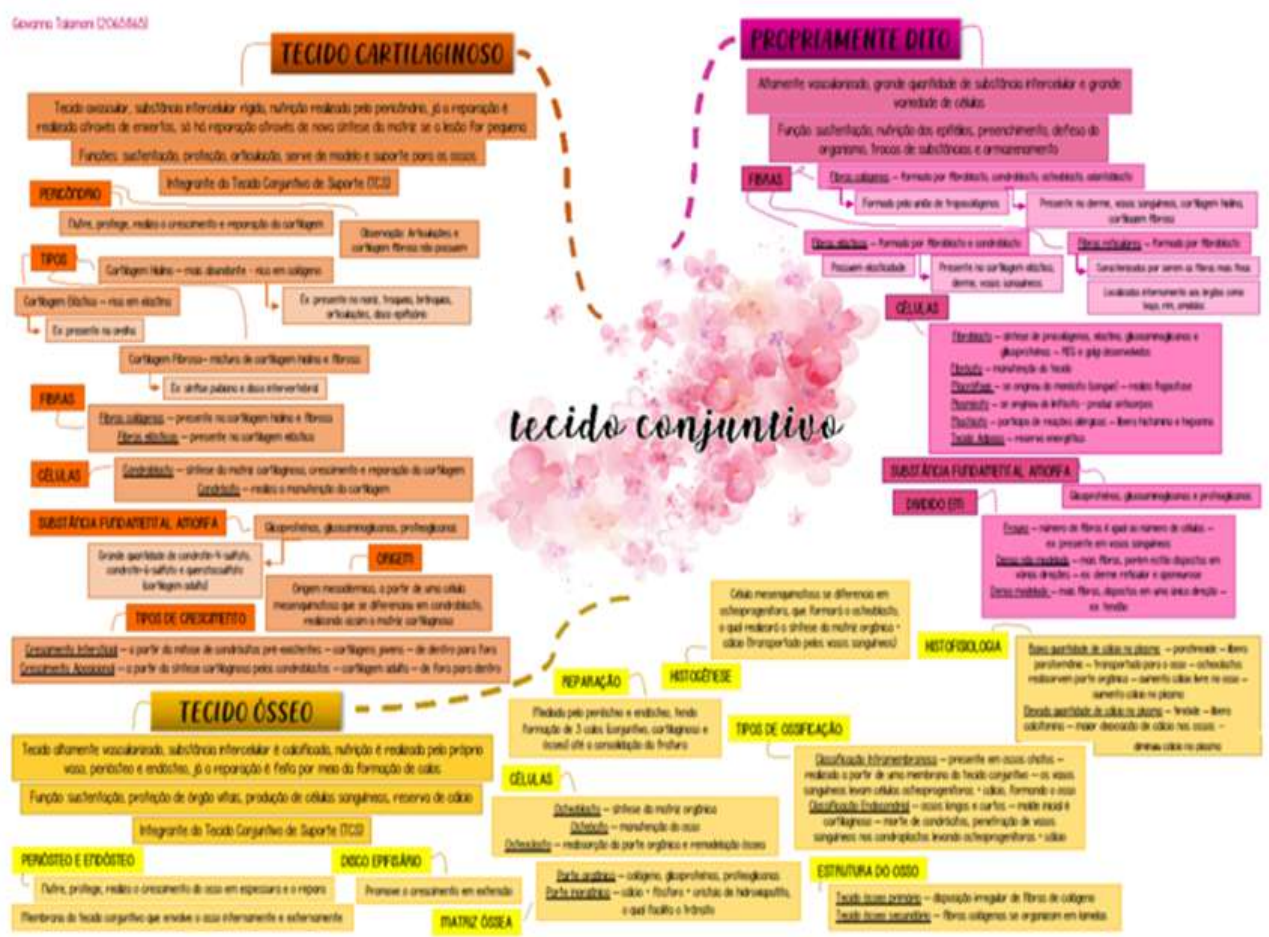 Giovanna Talamoni (2065865)
TECIDO CARTILAGINOSO
Tecido avascular, substância intercelular rígida, nutrição realizada pelo pericôndrio, já a reparação é
realizada através de enxertos, só há reparação através de nova síntese da matriz se a lesão for pequena
Funções: sustentação, proteção, articulação, serve de modelo e suporte para os ossos
Integrante do Tecido Conjuntivo de Suporte (TCS)
PERICÔNDRIO
Nutre, protege, realiza o crescimento e reparação da cartilagem
Observação: Articulações e
cartilagem fibrosa não possuem
TIPOS
Cartilagem Hialina – mais abundante - rica em colágeno
Ex: presente no nariz, traqueia, brônquios,
articulações, disco epifisário
Cartilagem Elástica – rica em elastina
Ex: presente na orelha
Cartilagem Fibrosa– mistura de cartilagem hialina e fibrosa
Ex: sínfise pubiana e disco intervertebral
FIBRAS
Fibras colágenas – presente na cartilagem hialina e fibrosa
Fibras elásticas – presente na cartilagem elástica
CÉLULAS
Condroblasto – síntese da matriz cartilaginosa, crescimento e reparação da cartilagem
Condrócito – realiza a manutenção da cartilagem
SUBSTÂNCIA FUNDAMENTAL AMORFA
Glicoproteínas, glicosaminoglicanas, proteoglicanas
Grande quantidade de condroitin-4-sulfato,
condroitin-6-sulfato e queratossulfato
(cartilagem adulta)
ORIGEM
Origem mesodérmica, a partir de uma célula
mesenquimatosa que se diferenciou em condroblasto,
realizando assim a matriz cartilaginosa
TIPOS DE CRESCIMENTO
Crescimento Intersticial – a partir da mitose de condrócitos pré-existentes – cartilagens jovens – de dentro para fora
Crescimento Aposicional – a partir da síntese cartilaginosa pelos condroblastos – cartilagem adulta – de fora para dentro
PROPRIAMENTE DITO
Altamente vascularizado, grande quantidade de substância intercelular e grande
variedade de células
Função: sustentação, nutrição dos epitélios, preenchimento, defesa do
organismo, trocas de substâncias e armazenamento
FIBRAS
Fibras colágenas – formada por fibroblasto, condroblasto, osteoblasto, odontoblasto
Formada pela união de tropocolágenos
Presente na derme, vasos sanguíneos, cartilagem hialina,
cartilagem fibrosa
Fibras elásticas – formada por fibroblasto e condroblasto
Possuem elasticidade
Presente na cartilagem elástica,
derme, vasos sanguíneos
Fibras reticulares – formada por fibroblasto
Caracterizadas por serem as fibras mais finas
Localizadas internamente aos órgãos como
baço, rim, amídalas
CÉLULAS
Fibroblasto – síntese de procolágenos, elastina, glicosaminoglicanas e
glicoproteínas – REG e golgi desenvolvidos
Fibrócito – manutenção do tecido
Macrófago – se originou do monócito (sangue) – realiza fagocitose
Plasmócito – se originou do linfócito - produz anticorpos
Mastócito – participa de reações alérgicas – libera histamina e heparina
Tecido Adiposo – reserva energética
SUBSTÂNCIA FUNDAMENTAL AMORFA
Glicoproteínas, glicosaminoglicanas e proteoglicanas
DIVIDIDO EM
Frouxo – número de fibras é igual ao número de células –
ex: presente em vasos sanguíneos
Denso não modelado – mais fibras, porém estão dispostas em
várias direções – ex: derme reticular e aponeurose
Denso modelado – mais fibras, dispostas em uma única direção –
ex: tendão
tecido conjuntivo
TECIDO ÓSSEO
Tecido altamente vascularizado, substância intercelular é calcificada, nutrição é realizada pelo próprio
vaso, periósteo e endósteo, já a reparação é feita por meio da formação de calos
Função: sustentação, proteção de órgão vitais, produção de células sanguíneas, reserva de cálcio
Integrante do Tecido Conjuntivo de Suporte (TCS)
PERIÓSTEO E ENDÓSTEO
Nutre, protege, realiza o crescimento do osso em espessura e o repara
Membrana do tecido conjuntivo que envolve o osso internamente e externamente
DISCO EPIFISÁRIO
Promove o crescimento em extensão
MATRIZ ÓSSEA
Parte orgânica – colágeno, glicoproteínas, proteoglicanas
Parte inorgânica – cálcio + fósforo + cristais de hidroxiapatita,
o qual facilita o trânsito
CÉLULAS
Osteoblasto – síntese da matriz orgânica
Osteócito – manutenção do osso
Osteoclasto – reabsorção da parte orgânica e remodelação óssea
REPARAÇÃO
Mediada pelo periósteo e endósteo, tendo
formação de 3 calos (conjuntivo, cartilaginoso e
ósseo) até a consolidação da fratura
HISTOGÊNESE
Célula mesenquimatosa se diferencia em
osteoprogenitora, que formará o osteoblasto,
o qual realizará a síntese da matriz orgânica +
cálcio (transportado pelos vasos sanguíneos)
TIPOS DE OSSIFICAÇÃO
Classificação Intramembranosa – presente em ossos chatos –
realizada a partir de uma membrana do tecido conjuntivo – os vasos
sanguíneos levam células osteoprogenitoras + cálcio, formando o osso
Classificação Endocondral – ossos longos e curtos – molde inicial é
cartilaginoso – morte de condrócitos, penetração de vasos
sanguíneos nos condroplastos levando osteoprogenitoras + cálcio
HISTOFISIOLOGIA
Baixa quantidade de cálcio no plasma – paratireoide – libera
paratormônio – transportado para o osso – osteoclastos
reabsorvem parte orgânica – aumenta cálcio livre no osso –
aumenta cálcio no plasma
Elevada quantidade de cálcio no plasma – tireoide – libera
calcitonina – maior deposição de cálcio nos ossos –
diminui cálcio no plasma
ESTRUTURA DO OSSO
Tecido ósseo primário – disposição irregular de fibras de colágeno
Tecido ósseo secundário – fibras colágenas se organizam em lamelas